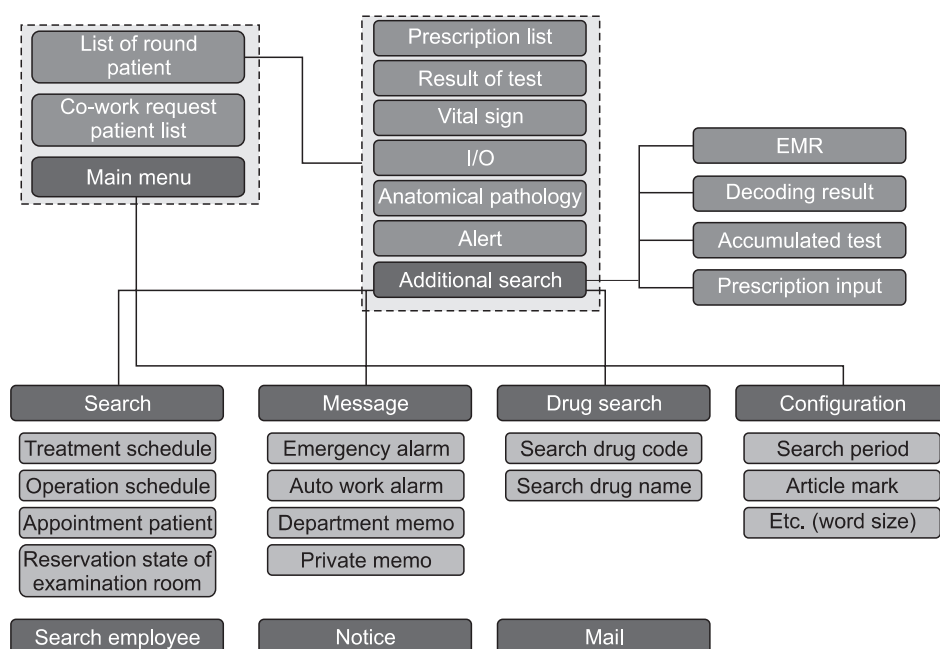 List of round
patient
Co-work request
patient list
Main menu
Prescription list
Result of test
Vital sign
I/O
Anatomical pathology
Alert
Additional search
EMR
Decoding result
Accumulated test
Prescription input
Search
Treatment schedule
Operation schedule
Appointment patient
Reservation state of
examination room
Message
Emergency alarm
Auto work alarm
Department memo
Private memo
Drug search
Search drug code
Search drug name
Configuration
Search period
Article mark
Etc. (word size)
Search employee
Notice
Mail